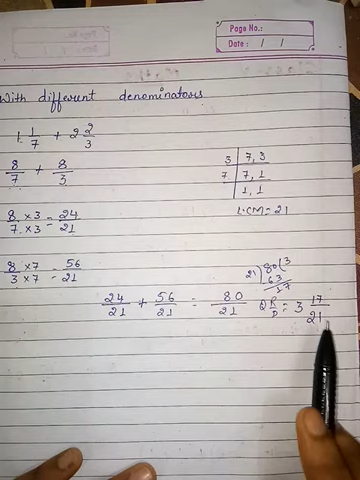 Page No.:
Date: / /
With different denominators
1 1/7 + 2 2/3
8/7 + 8/3
3 | 7, 3
7 | 7, 1
1, 1
L.CM = 21
8 × 3 / 7 × 3 = 24/21
8 × 7 / 3 × 7 = 56/21
21) 80 (3
63
17
24/21 + 56/21 = 80/21
Q R/D = 3 17/21